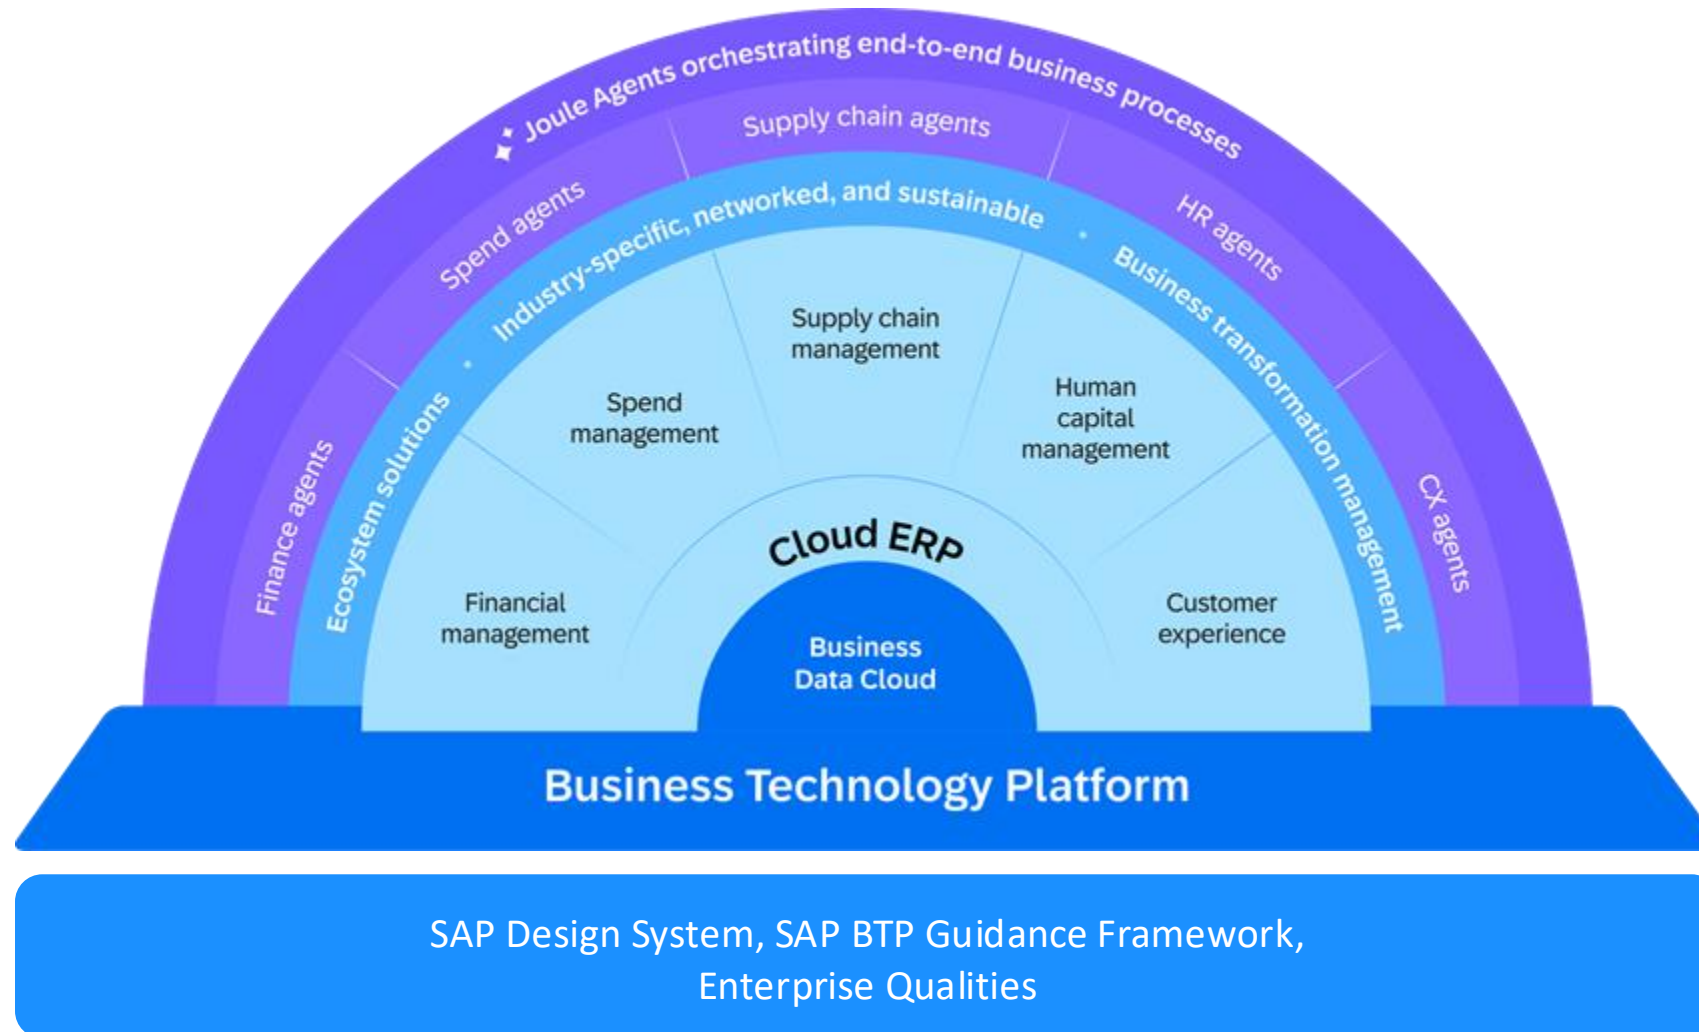 Joule Agents orchestrating end-to-end business processes
Finance agents
Spend agents
Supply chain agents
HR agents
CX agents
Ecosystem solutions • Industry-specific, networked, and sustainable • Business transformation management
Financial
management
Spend
management
Supply chain
management
Human
capital
management
Customer
experience
Cloud ERP
Business
Data Cloud
Business Technology Platform
SAP Design System, SAP BTP Guidance Framework,
Enterprise Qualities